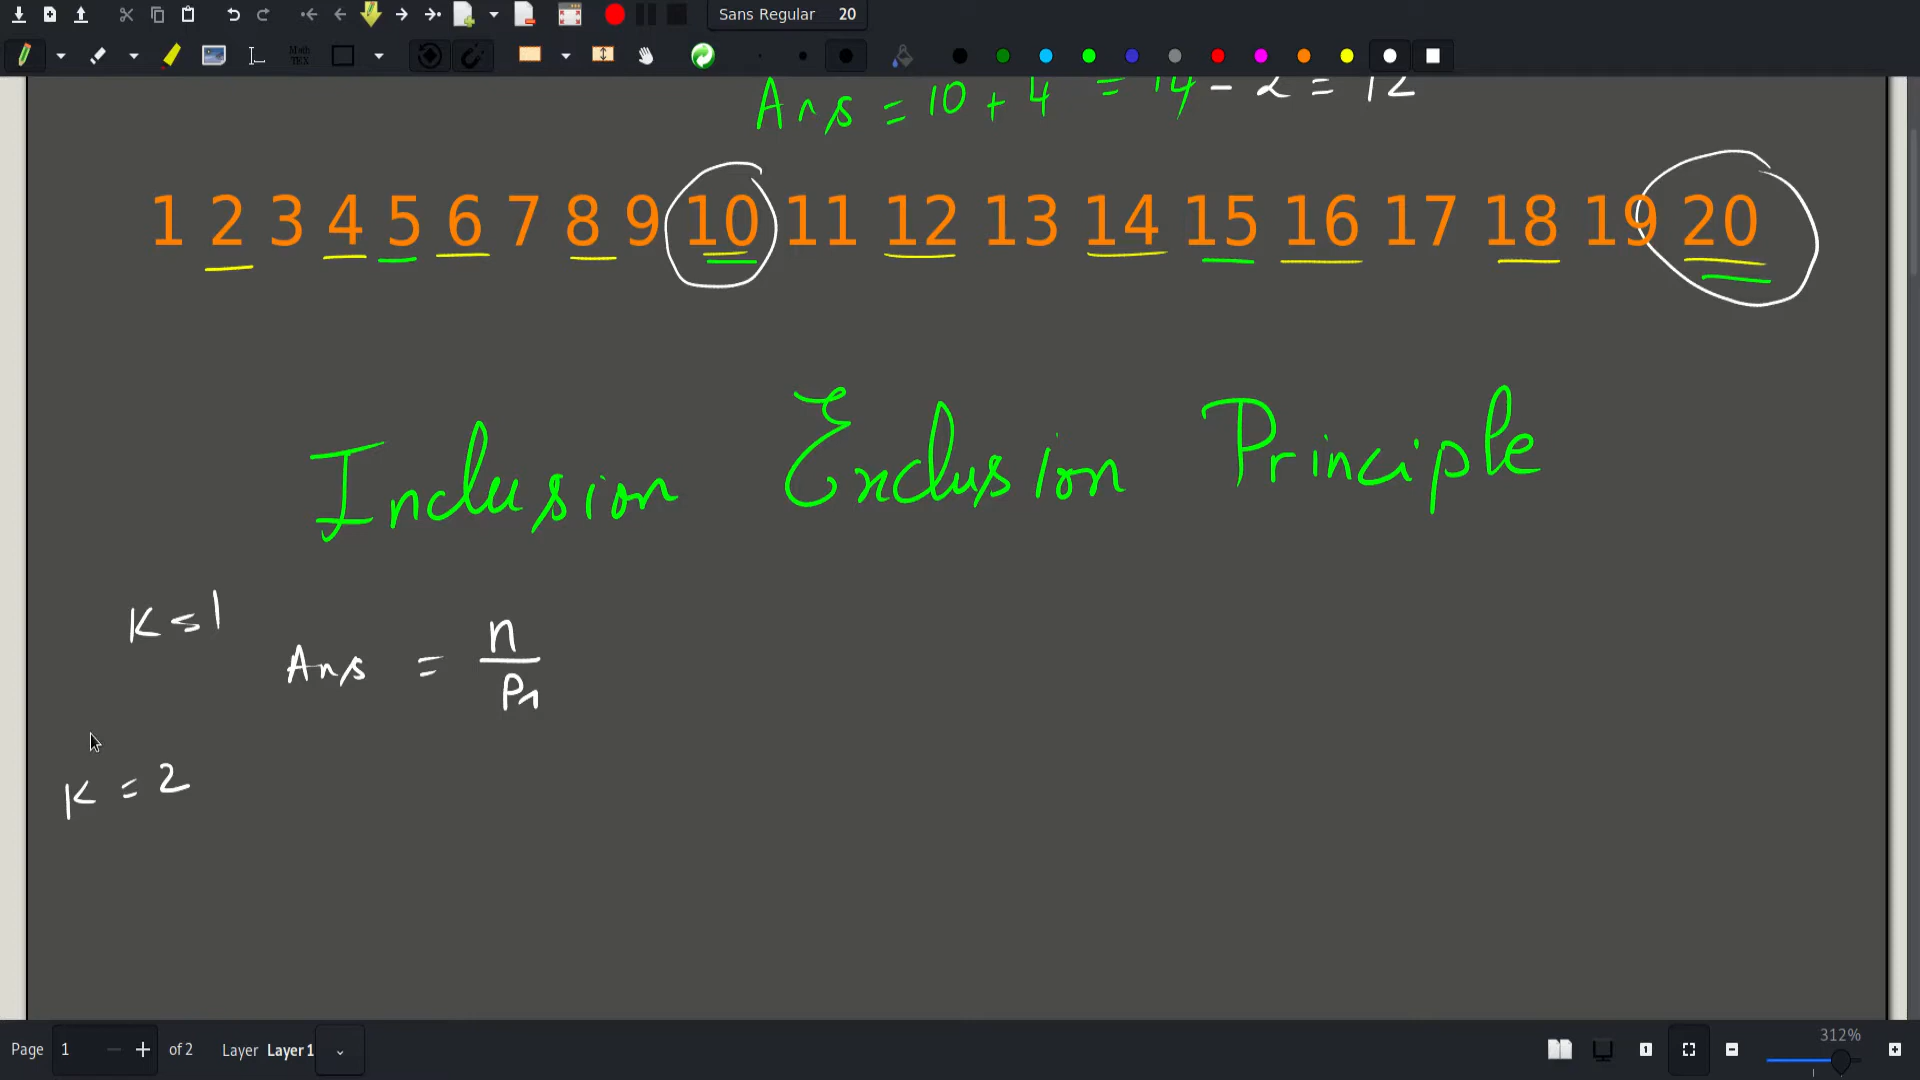 Sans Regular 20
Math TEX
Ans = 10 + 4 = 14 - 2 = 12
1 2 3 4 5 6 7 8 9 10 11 12 13 14 15 16 17 18 19 20
Inclusion Exclusion Principle
K = 1
Ans = n / P1
K = 2
312%
Page 1 of 2 Layer Layer 1